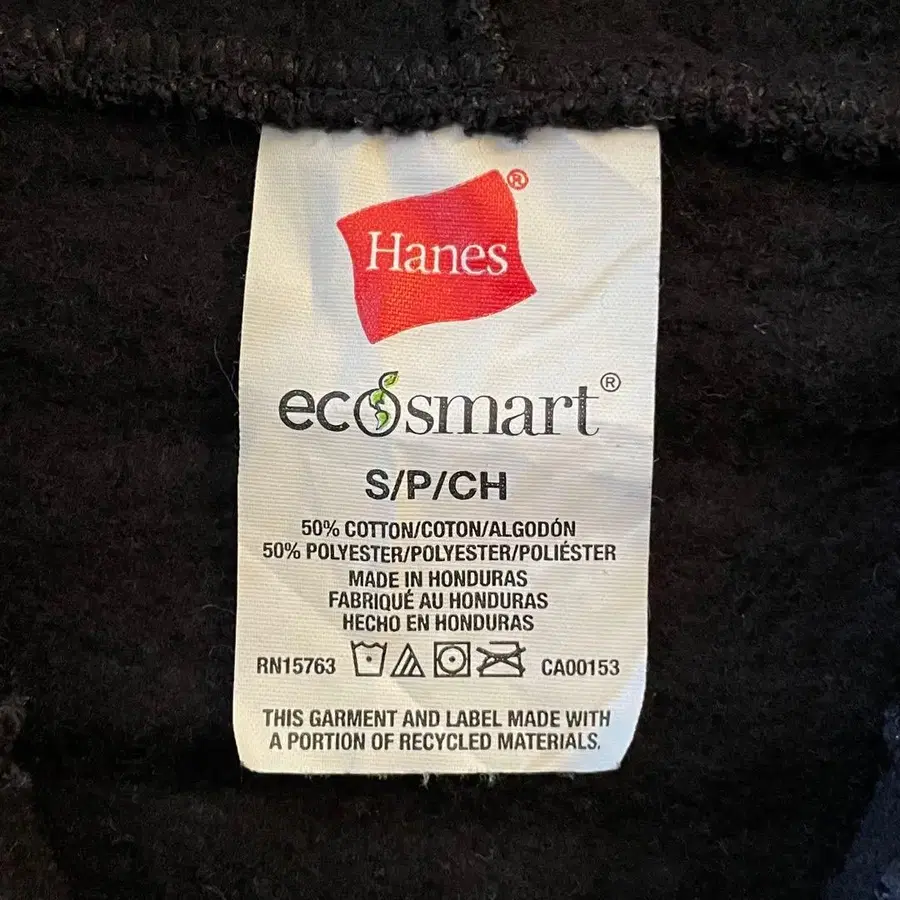 Hanes®
ecosmart®
S/P/CH
50% COTTON/COTON/ALGODÓN
50% POLYESTER/POLYESTER/POLIÉSTER
MADE IN HONDURAS
FABRIQUÉ AU HONDURAS
HECHO EN HONDURAS
RN15763 CA00153
THIS GARMENT AND LABEL MADE WITH
A PORTION OF RECYCLED MATERIALS.